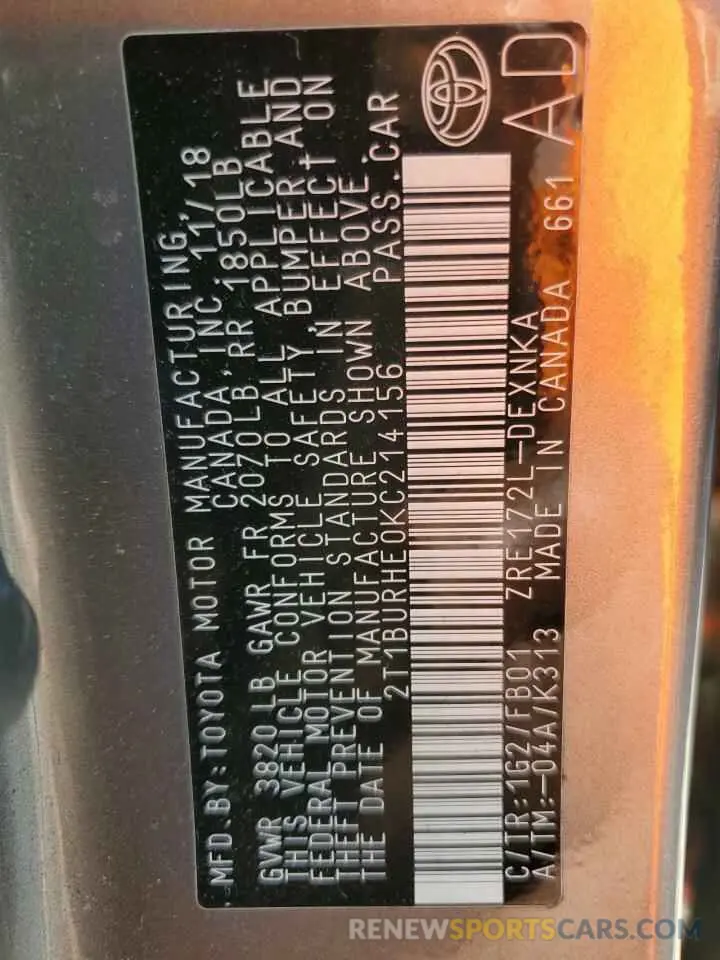 MFD.BY:TOYOTA MOTOR MANUFACTURING
CANADA, INC. 11/18
GVWR 3820 LB GAWR FR 2070LB RR 1850LB
THIS VEHICLE CONFORMS TO ALL APPLICABLE
FEDERAL MOTOR VEHICLE SAFETY, BUMPER AND
THEFT PREVENTION STANDARDS IN EFFECT ON
THE DATE OF MANUFACTURE SHOWN ABOVE.
2T1BURHE0KC214156 PASS.CAR
C/TR:1G2/FB01 ZRE172L-DEXNKA
A/TM:-04A/K313 MADE IN CANADA 661
AD
RENEWSPORTSCARS.COM